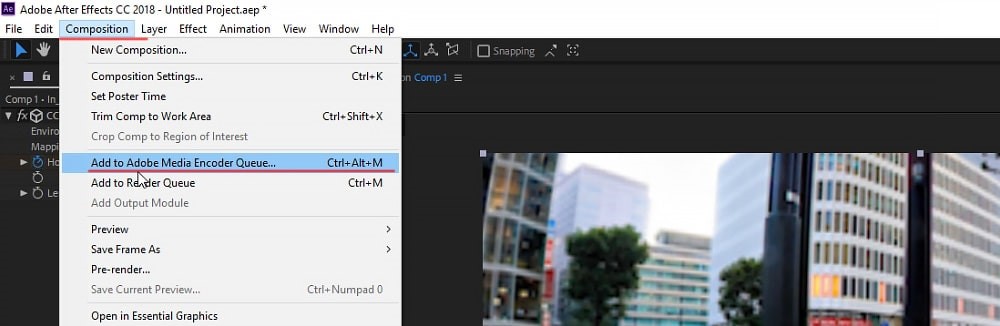 Ae Adobe After Effects CC 2018 - Untitled Project.aep *
File Edit Composition Layer Effect Animation View Window Help
New Composition... Ctrl+N
Snapping
Composition Settings... Ctrl+K
on Comp 1
Set Poster Time
Comp 1 • In_
Trim Comp to Work Area Ctrl+Shift+X
fx CC
Enviro
Crop Comp to Region of Interest
Mappi
Add to Adobe Media Encoder Queue... Ctrl+Alt+M
Ho
Add to Render Queue Ctrl+M
Le
Add Output Module
Preview
Save Frame As
Pre-render...
Save Current Preview... Ctrl+Numpad 0
Open in Essential Graphics